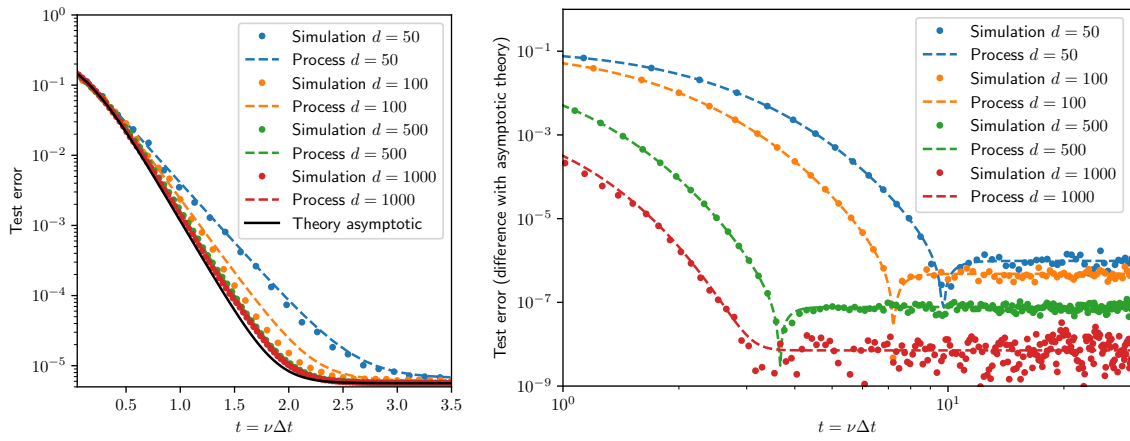 10^0
10^{-1}
10^{-2}
10^{-3}
10^{-4}
10^{-5}
Test error
0.5 1.0 1.5 2.0 2.5 3.0 3.5
t = νΔt
Simulation d = 50
Process d = 50
Simulation d = 100
Process d = 100
Simulation d = 500
Process d = 500
Simulation d = 1000
Process d = 1000
Theory asymptotic
10^{-1}
10^{-3}
10^{-5}
10^{-7}
10^{-9}
Test error (difference with asymptotic theory)
10^0 10^1
t = νΔt
Simulation d = 50
Process d = 50
Simulation d = 100
Process d = 100
Simulation d = 500
Process d = 500
Simulation d = 1000
Process d = 1000